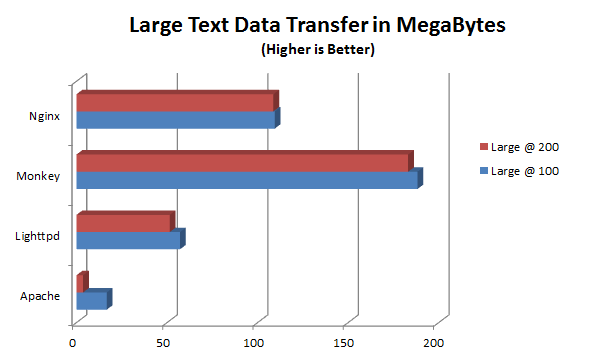 Large Text Data Transfer in MegaBytes
(Higher is Better)
Nginx
Monkey
Lighttpd
Apache
0 50 100 150 200
Large @ 200
Large @ 100